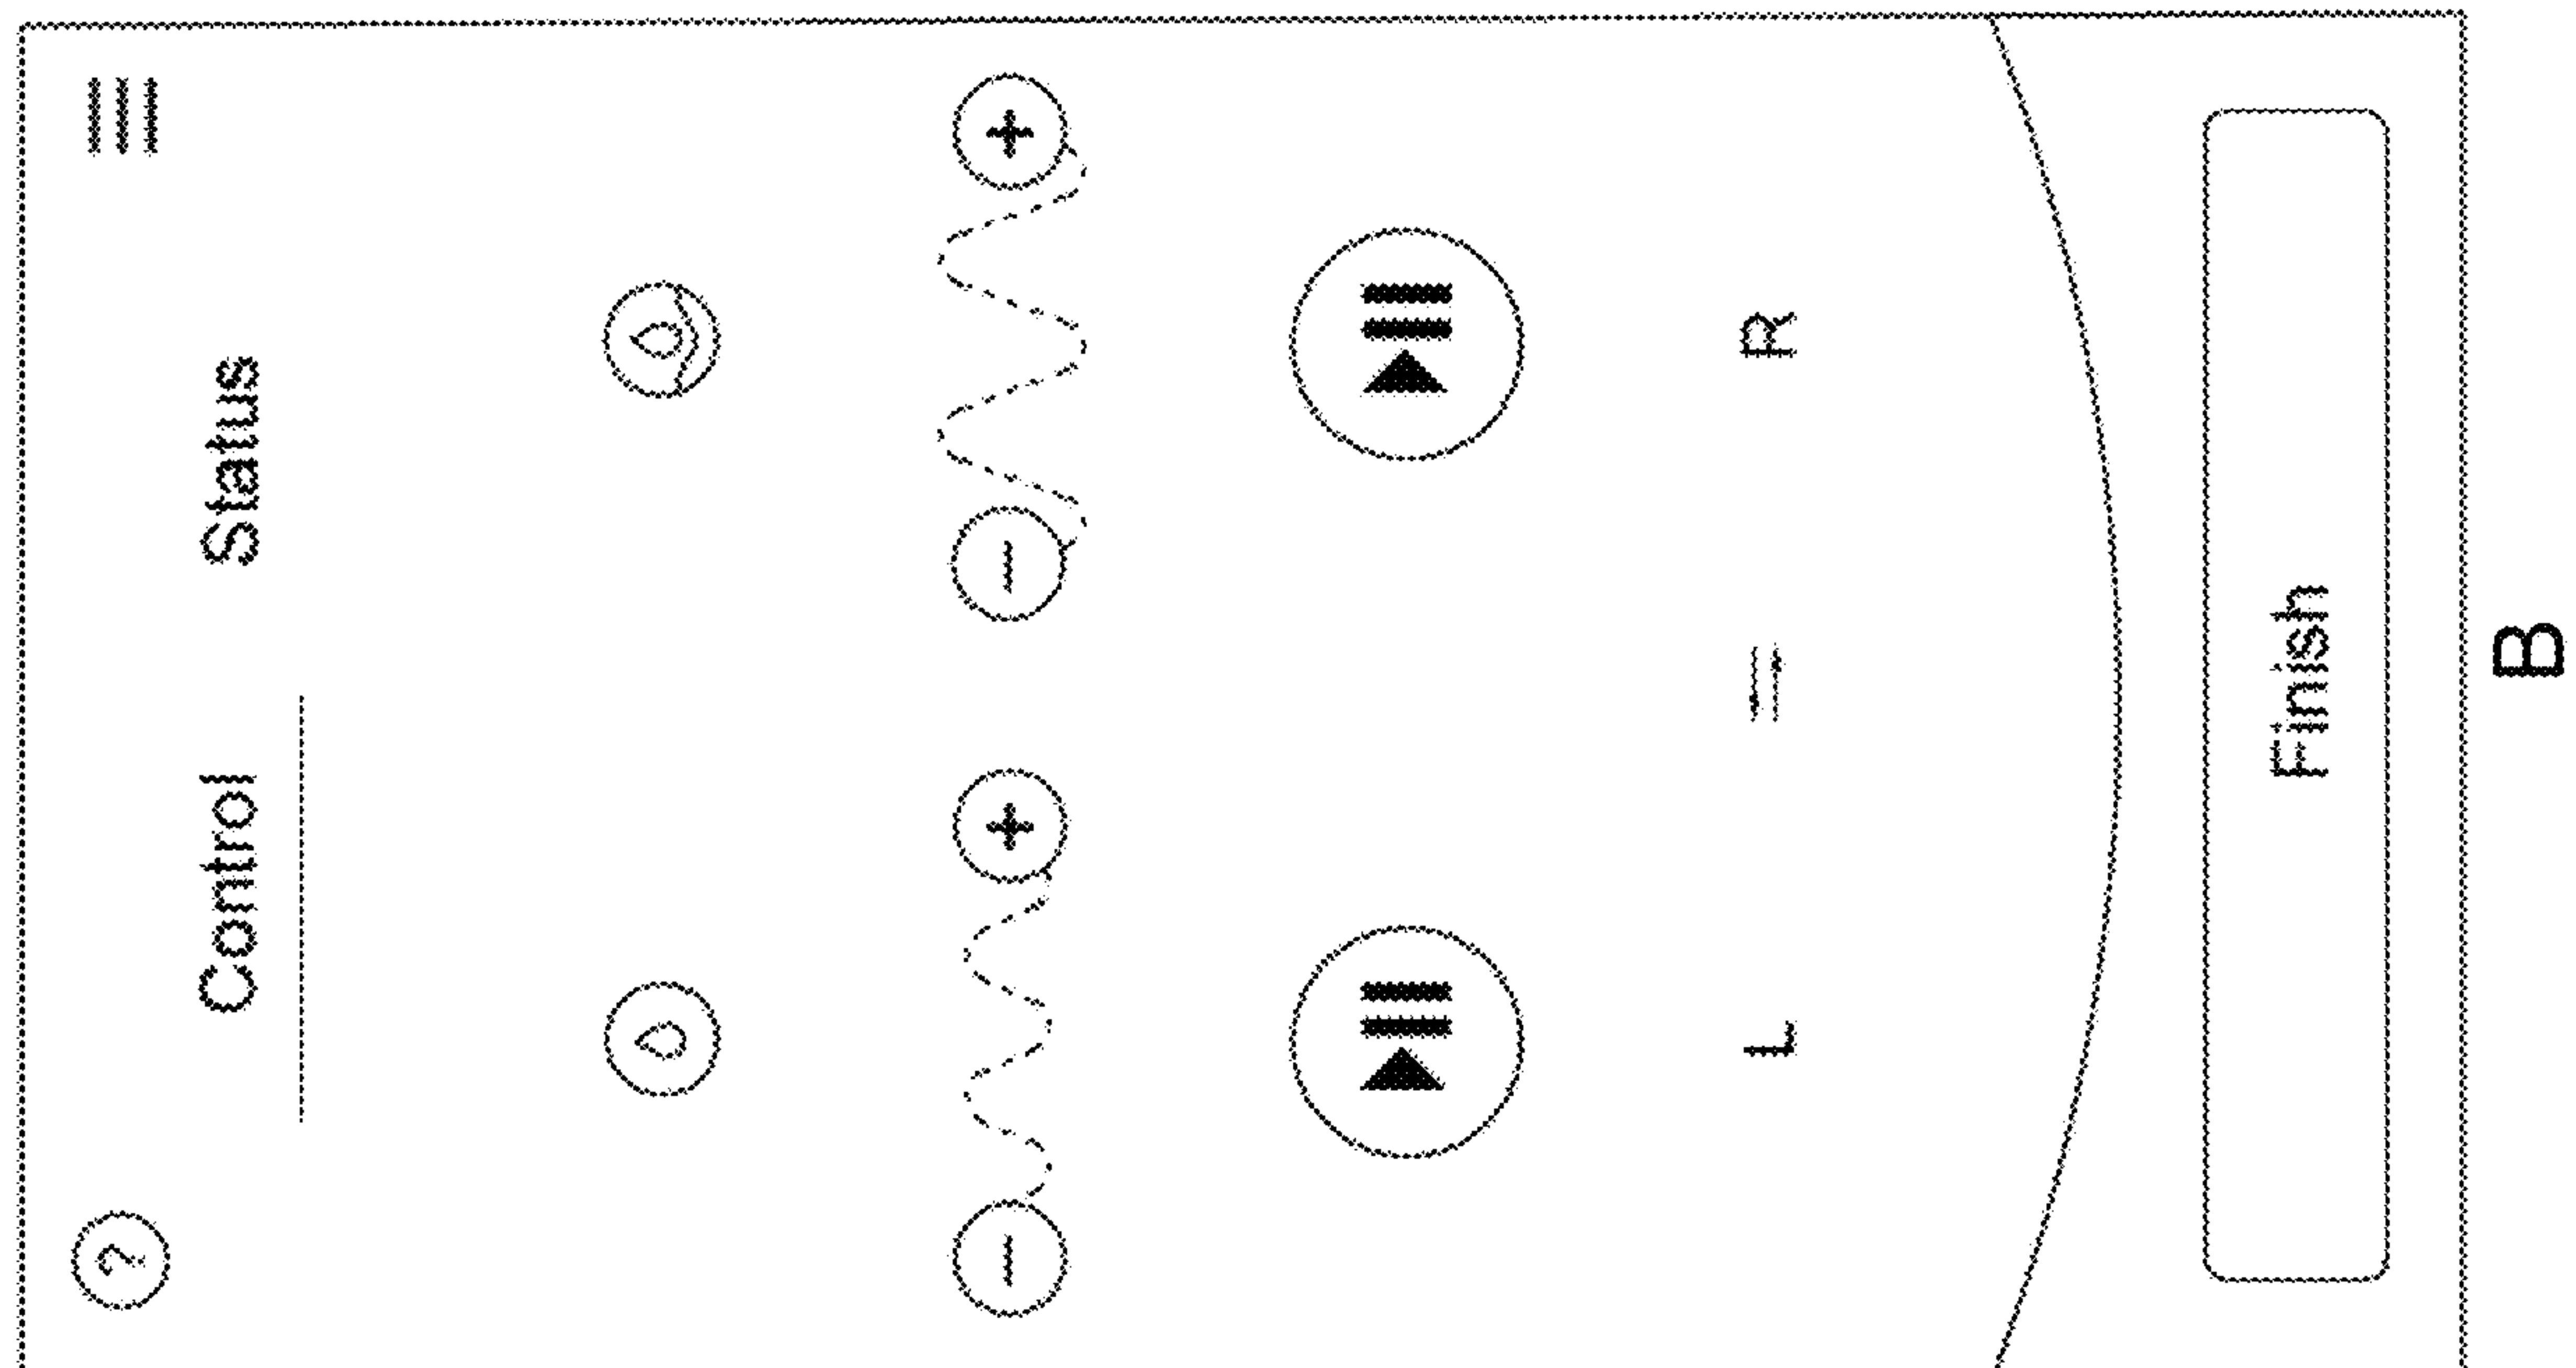 ?
Control Status
− + − +
L R
Finish
B